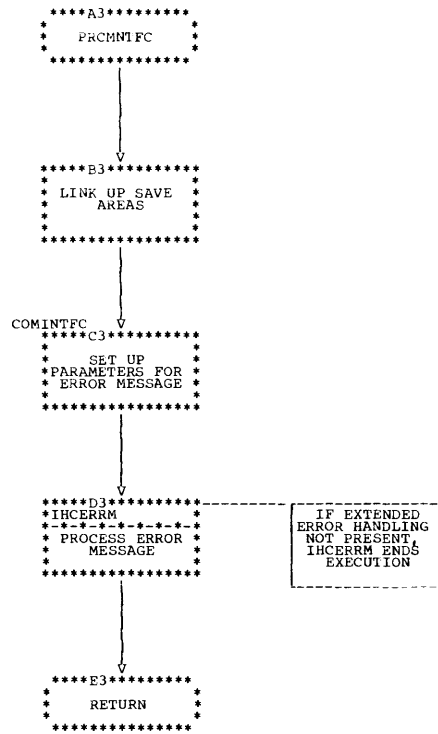 A3
PRCMNTFC
B3
LINK UP SAVE
AREAS
COMINTFC
C3
SET UP
PARAMETERS FOR
ERROR MESSAGE
D3
IHCERRM
PROCESS ERROR
MESSAGE
IF EXTENDED
ERROR HANDLING
NOT PRESENT,
IHCERRM ENDS
EXECUTION
E3
RETURN